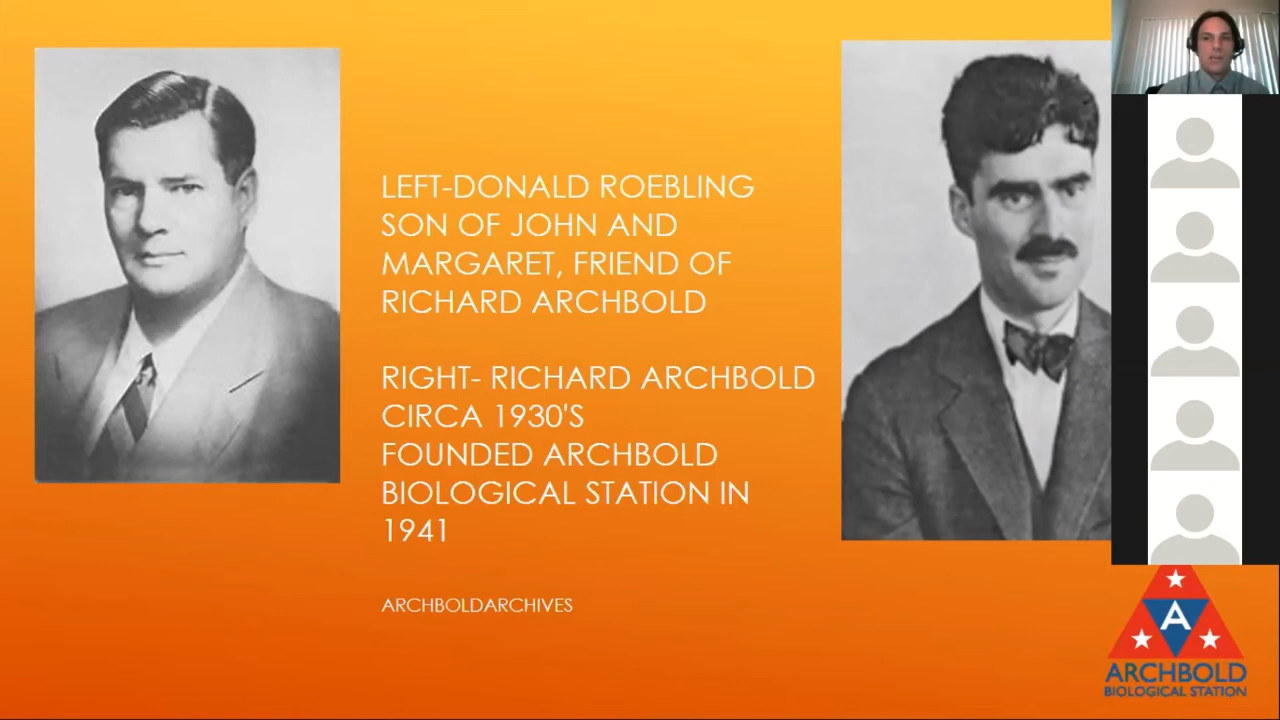 LEFT-DONALD ROEBLING
SON OF JOHN AND
MARGARET, FRIEND OF
RICHARD ARCHBOLD
RIGHT- RICHARD ARCHBOLD
CIRCA 1930'S
FOUNDED ARCHBOLD
BIOLOGICAL STATION IN
1941
ARCHBOLDARCHIVES
A
ARCHBOLD
BIOLOGICAL STATION